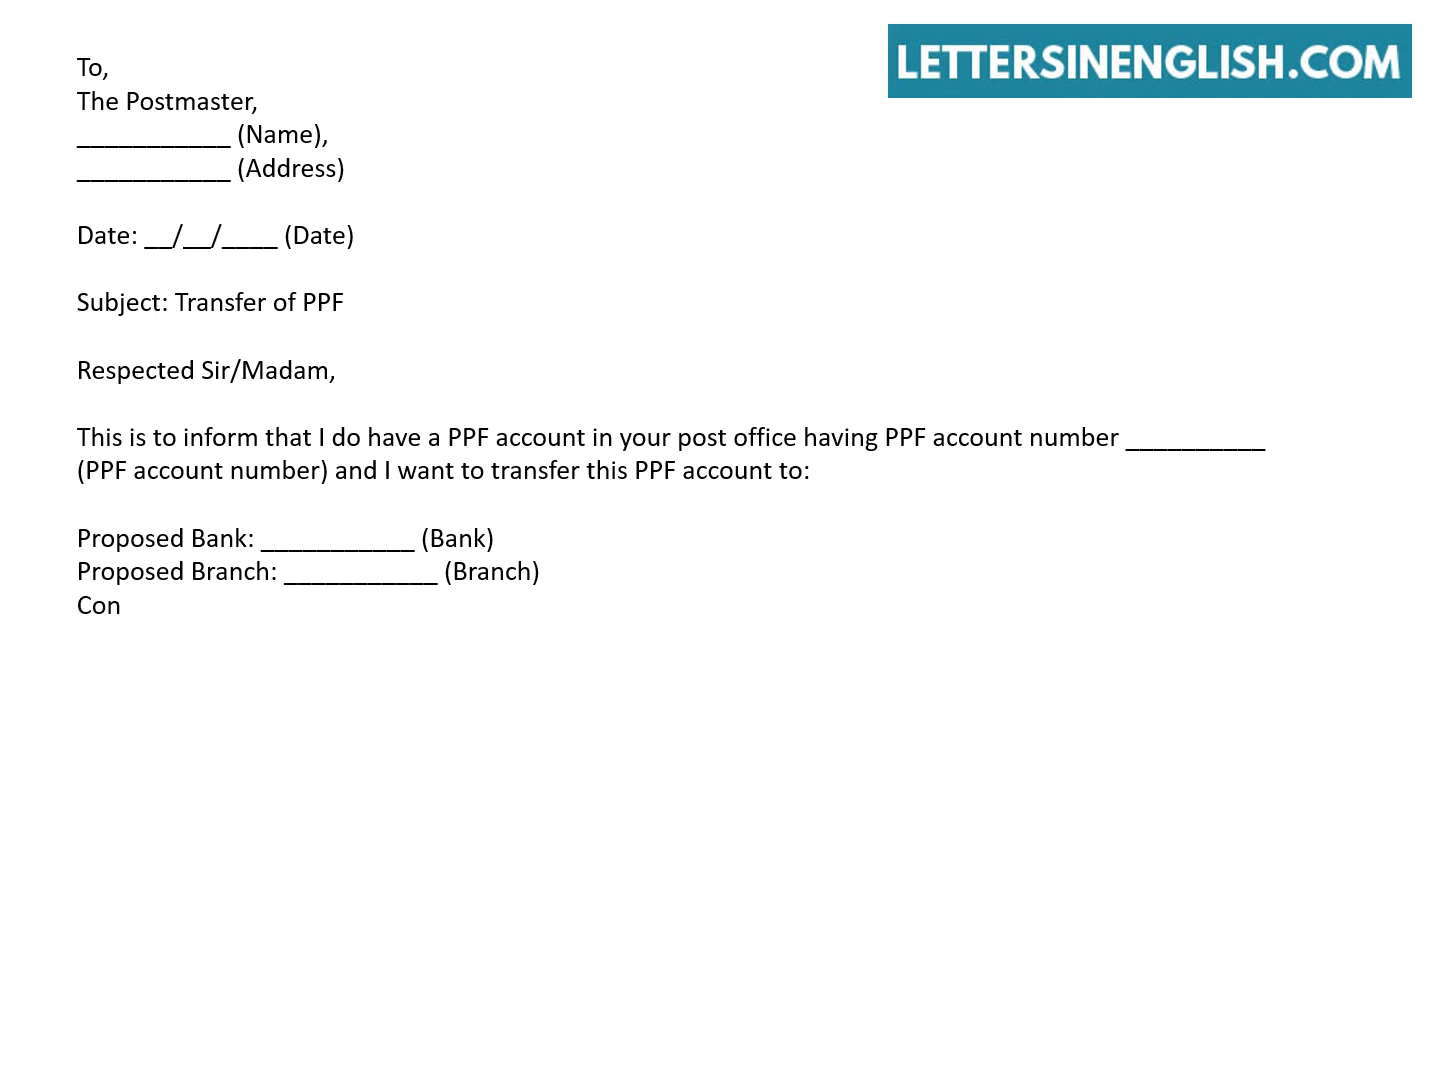 LETTERSINENGLISH.COM
To,
The Postmaster,
___________ (Name),
___________ (Address)
Date: __/__/____ (Date)
Subject: Transfer of PPF
Respected Sir/Madam,
This is to inform that I do have a PPF account in your post office having PPF account number __________
(PPF account number) and I want to transfer this PPF account to:
Proposed Bank: ___________ (Bank)
Proposed Branch: ___________ (Branch)
Con